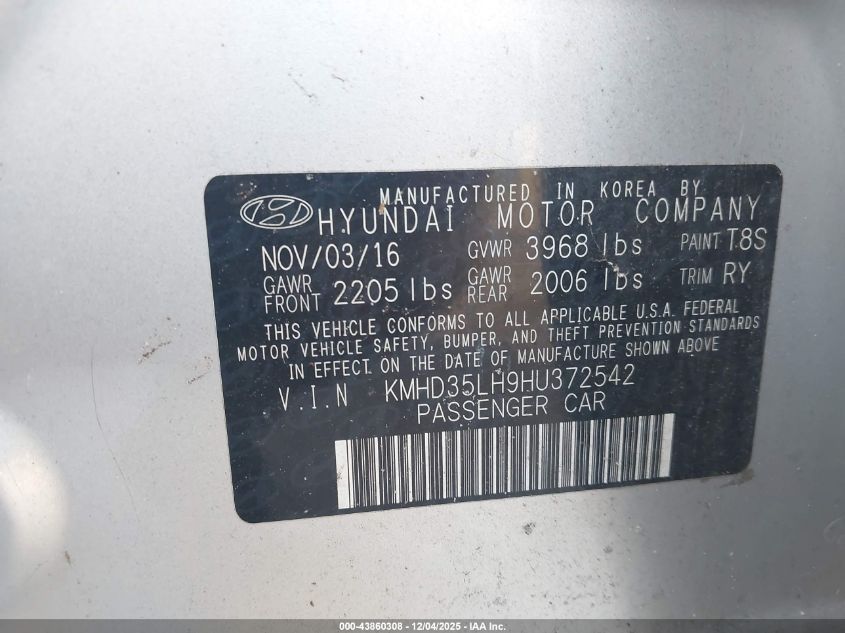 MANUFACTURED IN KOREA BY
HYUNDAI MOTOR COMPANY
NOV/03/16 GVWR 3968 lbs PAINT T8S
GAWR FRONT 2205 lbs GAWR REAR 2006 lbs TRIM RY
THIS VEHICLE CONFORMS TO ALL APPLICABLE U.S.A. FEDERAL
MOTOR VEHICLE SAFETY, BUMPER, AND THEFT PREVENTION STANDARDS
IN EFFECT ON THE DATE OF MANUFACTURE SHOWN ABOVE
V.I.N KMHD35LH9HU372542
PASSENGER CAR
000-43860308 - 12/04/2025 - IAA Inc.